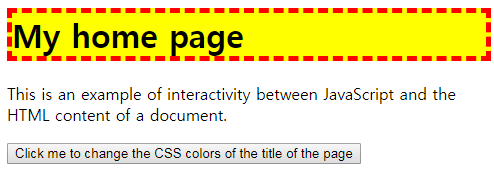 My home page
This is an example of interactivity between JavaScript and the
HTML content of a document.
Click me to change the CSS colors of the title of the page